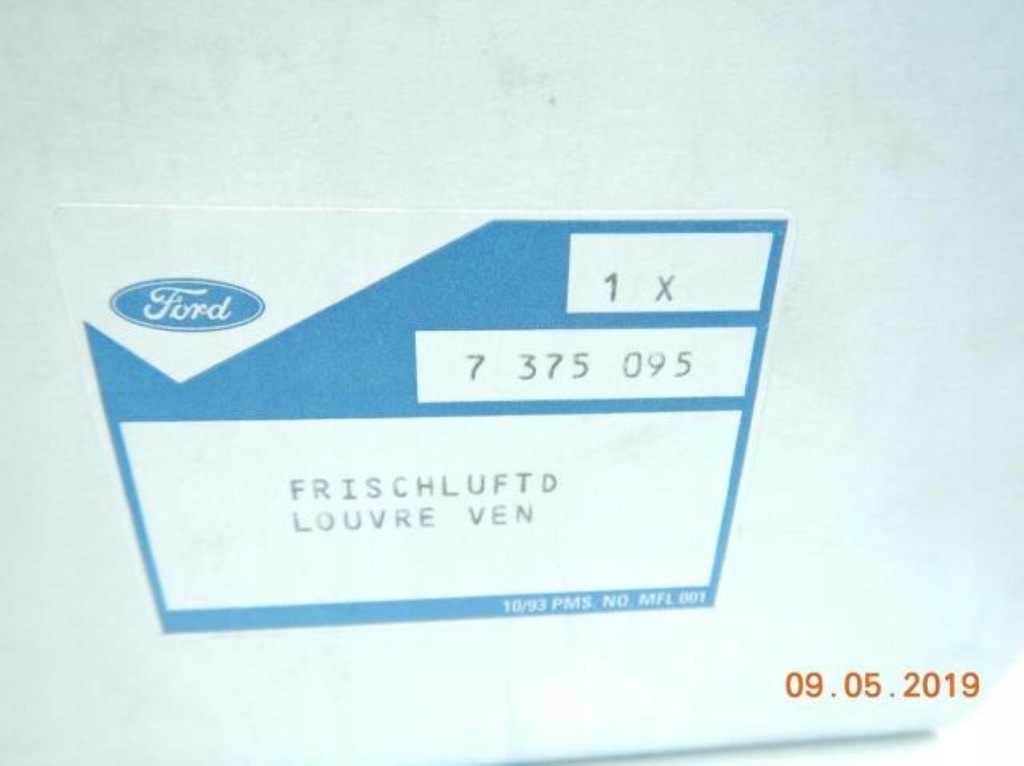 Ford
1 X
7 375 095
FRISCHLUFTD
LOUVRE VEN
10/93 PMS. NO. MFL 001
09.05.2019